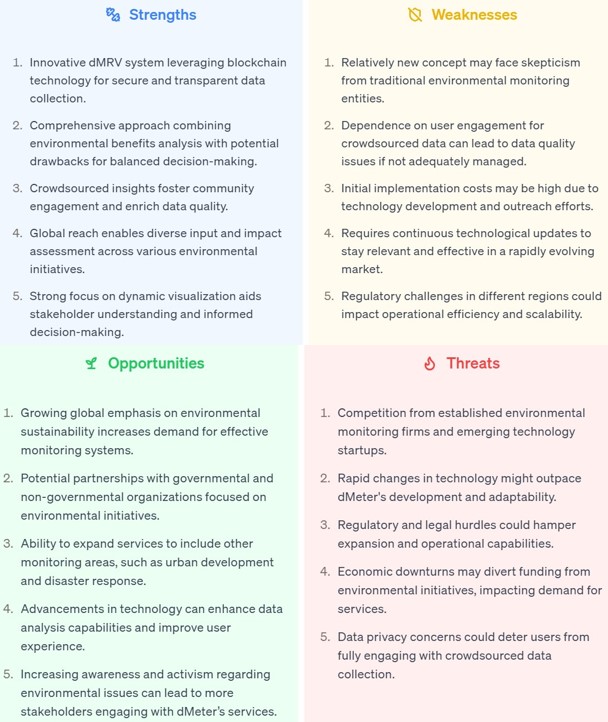 Strengths
1. Innovative dMRV system leveraging blockchain
technology for secure and transparent data
collection.
2. Comprehensive approach combining
environmental benefits analysis with potential
drawbacks for balanced decision-making.
3. Crowdsourced insights foster community
engagement and enrich data quality.
4. Global reach enables diverse input and impact
assessment across various environmental
initiatives.
5. Strong focus on dynamic visualization aids
stakeholder understanding and informed
decision-making.
Weaknesses
1. Relatively new concept may face skepticism
from traditional environmental monitoring
entities.
2. Dependence on user engagement for
crowdsourced data can lead to data quality
issues if not adequately managed.
3. Initial implementation costs may be high due to
technology development and outreach efforts.
4. Requires continuous technological updates to
stay relevant and effective in a rapidly evolving
market.
5. Regulatory challenges in different regions could
impact operational efficiency and scalability.
Opportunities
1. Growing global emphasis on environmental
sustainability increases demand for effective
monitoring systems.
2. Potential partnerships with governmental and
non-governmental organizations focused on
environmental initiatives.
3. Ability to expand services to include other
monitoring areas, such as urban development
and disaster response.
4. Advancements in technology can enhance data
analysis capabilities and improve user
experience.
5. Increasing awareness and activism regarding
environmental issues can lead to more
stakeholders engaging with dMeter's services.
Threats
1. Competition from established environmental
monitoring firms and emerging technology
startups.
2. Rapid changes in technology might outpace
dMeter's development and adaptability.
3. Regulatory and legal hurdles could hamper
expansion and operational capabilities.
4. Economic downturns may divert funding from
environmental initiatives, impacting demand for
services.
5. Data privacy concerns could deter users from
fully engaging with crowdsourced data
collection.